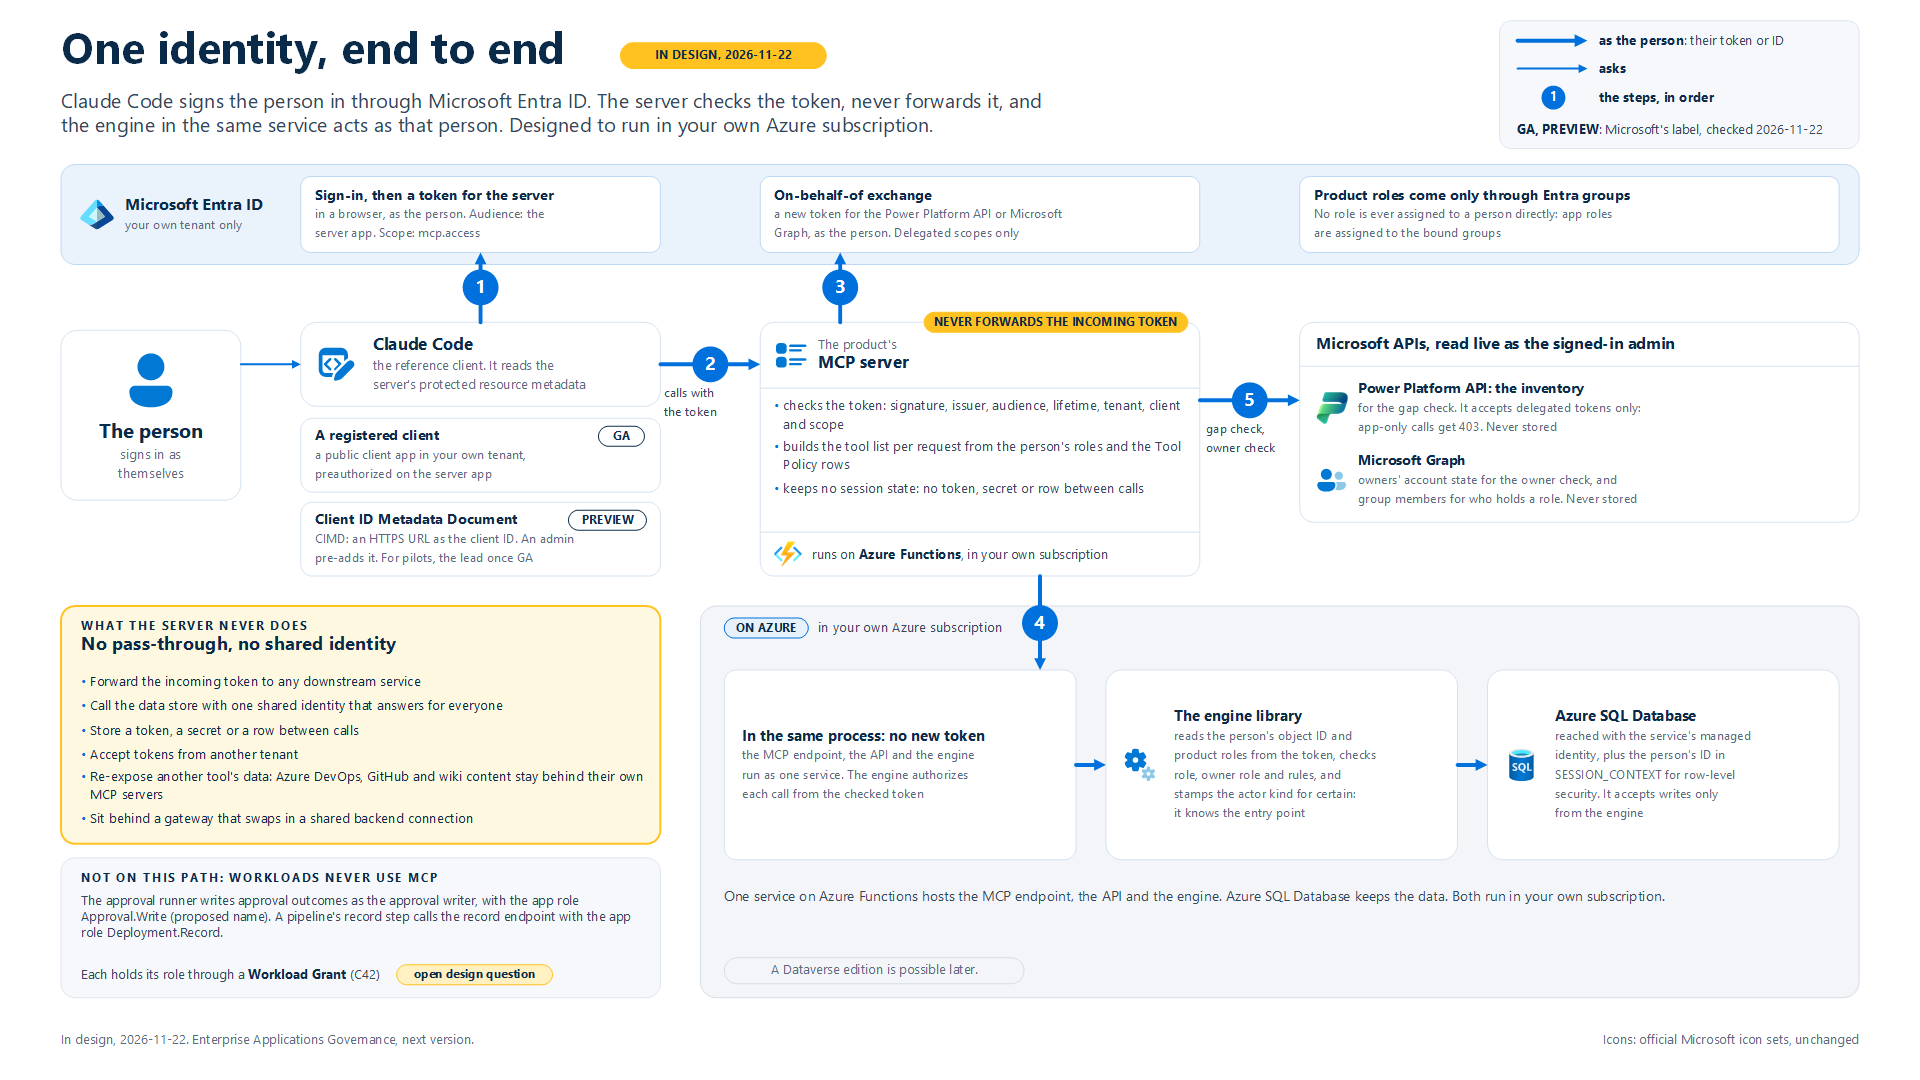 One identity, end to end
IN DESIGN, 2026-11-22
Claude Code signs the person in through Microsoft Entra ID. The server checks the token, never forwards it, and
the engine in the same service acts as that person. Designed to run in your own Azure subscription.
as the person: their token or ID
asks
1
the steps, in order
GA, PREVIEW: Microsoft's label, checked 2026-11-22
Microsoft Entra ID
your own tenant only
Sign-in, then a token for the server
in a browser, as the person. Audience: the
server app. Scope: mcp.access
On-behalf-of exchange
a new token for the Power Platform API or Microsoft
Graph, as the person. Delegated scopes only
Product roles come only through Entra groups
No role is ever assigned to a person directly: app roles
are assigned to the bound groups
1
3
The person
signs in as
themselves
Claude Code
the reference client. It reads the
server's protected resource metadata
A registered client
GA
a public client app in your own tenant,
preauthorized on the server app
Client ID Metadata Document
PREVIEW
CIMD: an HTTPS URL as the client ID. An admin
pre-adds it. For pilots, the lead once GA
2
calls with
the token
NEVER FORWARDS THE INCOMING TOKEN
The product's
MCP server
• checks the token: signature, issuer, audience, lifetime, tenant, client
and scope
• builds the tool list per request from the person's roles and the Tool
Policy rows
• keeps no session state: no token, secret or row between calls
runs on Azure Functions, in your own subscription
5
gap check,
owner check
Microsoft APIs, read live as the signed-in admin
Power Platform API: the inventory
for the gap check. It accepts delegated tokens only:
app-only calls get 403. Never stored
Microsoft Graph
owners' account state for the owner check, and
group members for who holds a role. Never stored
WHAT THE SERVER NEVER DOES
No pass-through, no shared identity
• Forward the incoming token to any downstream service
• Call the data store with one shared identity that answers for everyone
• Store a token, a secret or a row between calls
• Accept tokens from another tenant
• Re-expose another tool's data: Azure DevOps, GitHub and wiki content stay behind their own
MCP servers
• Sit behind a gateway that swaps in a shared backend connection
NOT ON THIS PATH: WORKLOADS NEVER USE MCP
The approval runner writes approval outcomes as the approval writer, with the app role
Approval.Write (proposed name). A pipeline's record step calls the record endpoint with the app
role Deployment.Record.
Each holds its role through a Workload Grant (C42)
open design question
ON AZURE
in your own Azure subscription
4
In the same process: no new token
the MCP endpoint, the API and the engine
run as one service. The engine authorizes
each call from the checked token
The engine library
reads the person's object ID and
product roles from the token, checks
role, owner role and rules, and
stamps the actor kind for certain:
it knows the entry point
SQL
Azure SQL Database
reached with the service's managed
identity, plus the person's ID in
SESSION_CONTEXT for row-level
security. It accepts writes only
from the engine
One service on Azure Functions hosts the MCP endpoint, the API and the engine. Azure SQL Database keeps the data. Both run in your own subscription.
A Dataverse edition is possible later.
In design, 2026-11-22. Enterprise Applications Governance, next version.
Icons: official Microsoft icon sets, unchanged